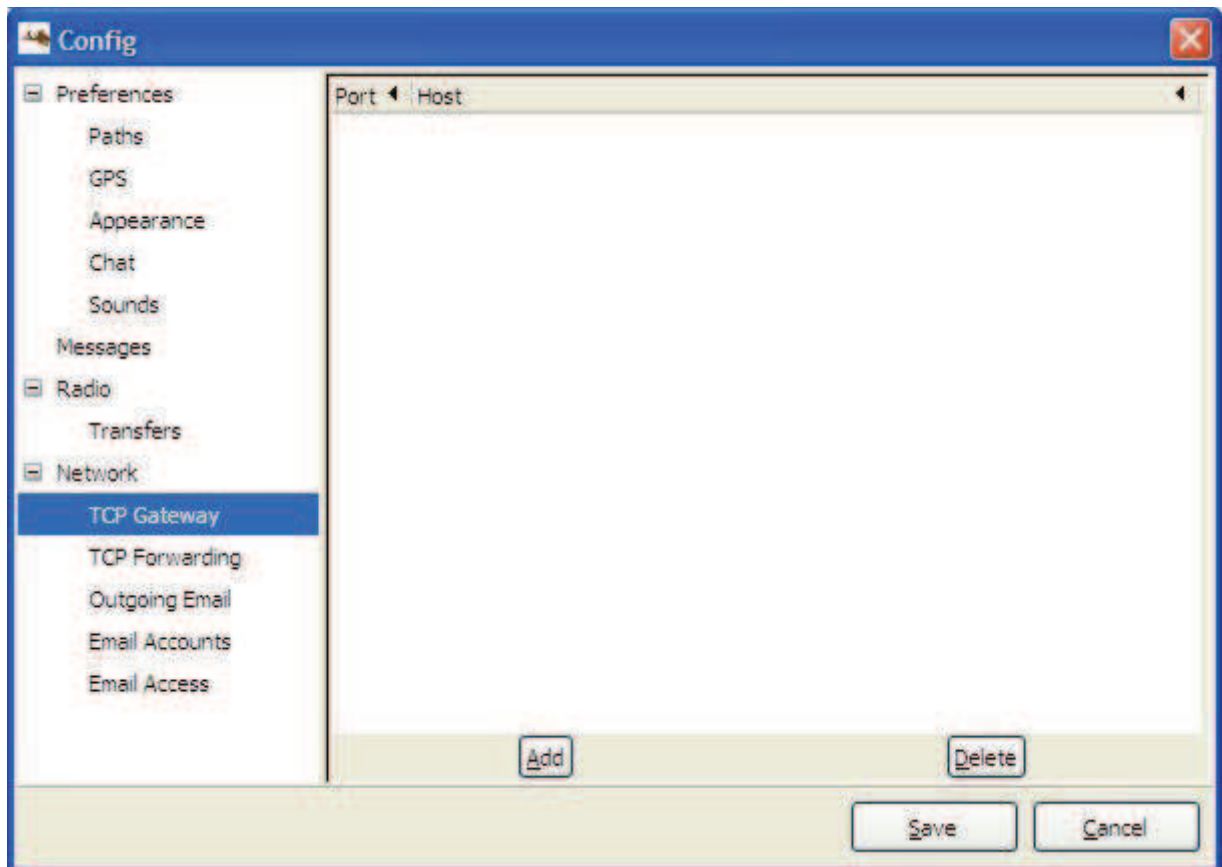 Config
Preferences
Paths
GPS
Appearance
Chat
Sounds
Messages
Radio
Transfers
Network
TCP Gateway
TCP Forwarding
Outgoing Email
Email Accounts
Email Access
Port Host
Add Delete
Save Cancel